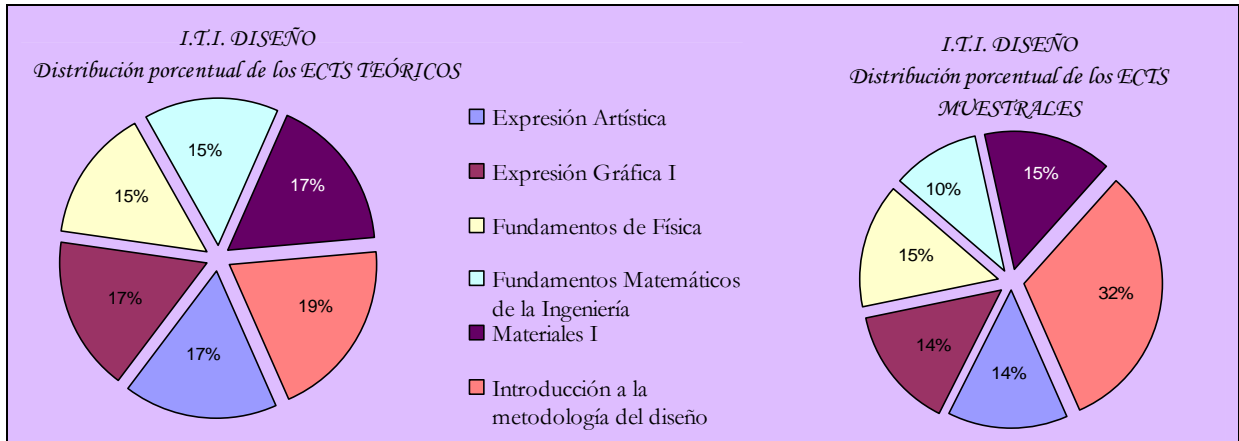 I.T.I. DISEÑO
Distribución porcentual de los ECTS TEÓRICOS
15%
17%
15%
19%
17%
17%
Expresión Artística
Expresión Gráfica I
Fundamentos de Física
Fundamentos Matemáticos
de la Ingeniería
Materiales I
Introducción a la
metodología del diseño
I.T.I. DISEÑO
Distribución porcentual de los ECTS
MUESTRALES
15%
10%
15%
32%
14%
14%